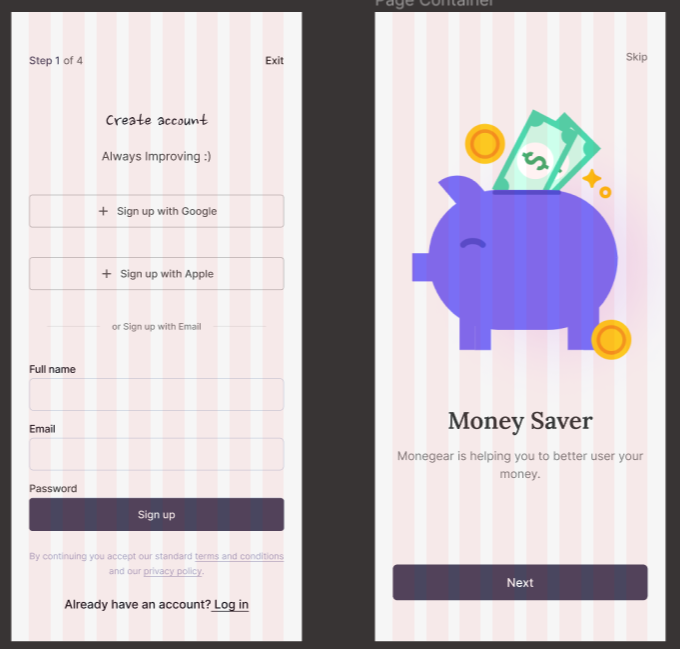 Page Container
Step 1 of 4
Exit
Create account
Always Improving :)
+ Sign up with Google
+ Sign up with Apple
or Sign up with Email
Full name
Email
Password
Sign up
By continuing you accept our standard terms and conditions
and our privacy policy.
Already have an account? Log in
Skip
$
Money Saver
Monegear is helping you to better user your
money.
Next